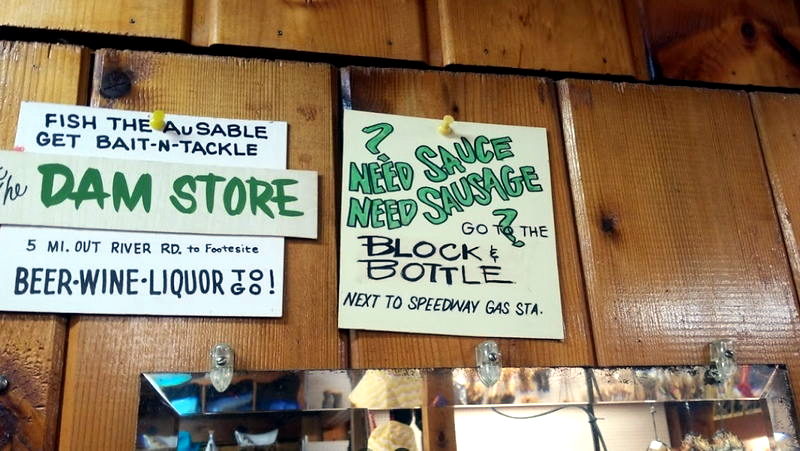 FISH THE AuSABLE
GET BAIT-N-TACKLE
The DAM STORE
5 MI. OUT RIVER RD. to Footesite
BEER·WINE·LIQUOR TO GO!
?
NEED SAUCE
NEED SAUSAGE
?
GO TO THE
BLOCK &
BOTTLE
NEXT TO SPEEDWAY GAS STA.